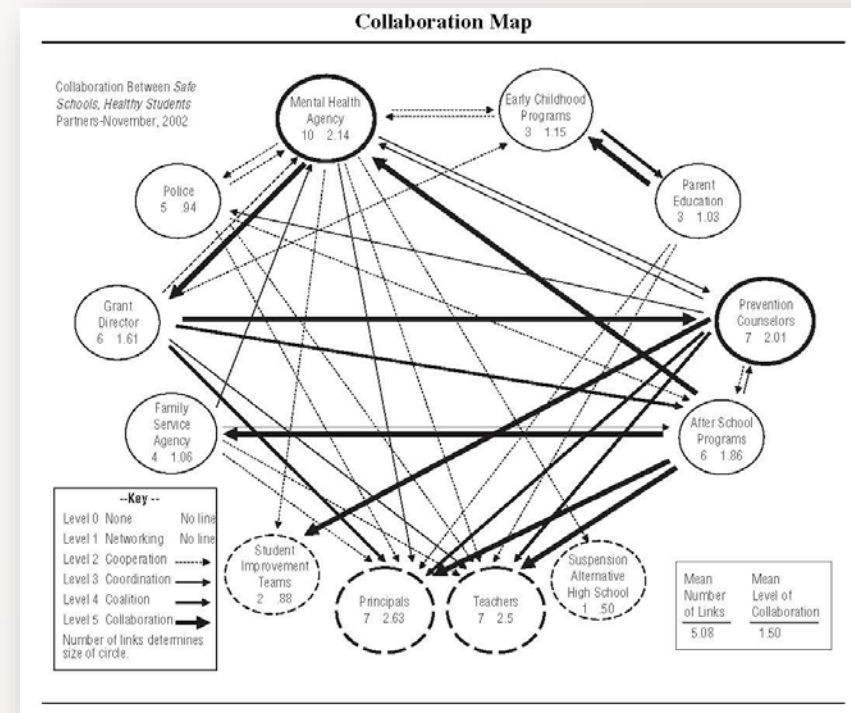 Collaboration Map
Collaboration Between Safe
Schools, Healthy Students
Partners-November, 2002
Mental Health
Agency
10 2.14
Early Childhood
Programs
3 1.15
Police
5 .94
Parent
Education
3 1.03
Grant
Director
6 1.61
Prevention
Counselors
7 2.01
Family
Service
Agency
4 1.06
After School
Programs
6 1.86
--Key --
Level 0 None No line
Level 1 Networking No line
Level 2 Cooperation
Level 3 Coordination
Level 4 Coalition
Level 5 Collaboration
Number of links determines
size of circle.
Student
Improvement
Teams
2 .88
Principals
7 2.63
Teachers
7 2.5
Suspension
Alternative
High School
1 .50
Mean Mean
Number Level of
of Links Collaboration
5.08 1.50